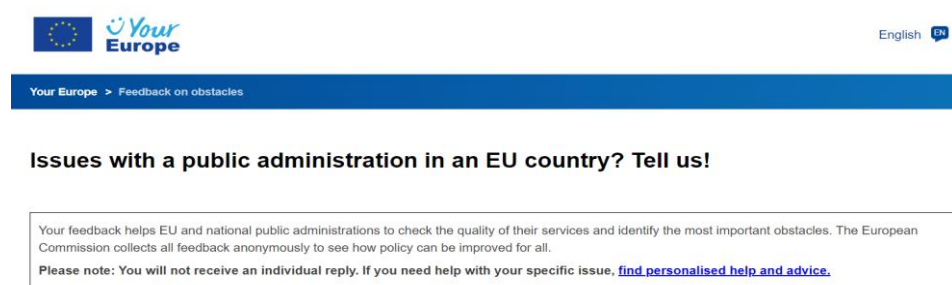 Your
Europe
English EN
Your Europe > Feedback on obstacles
Issues with a public administration in an EU country? Tell us!
Your feedback helps EU and national public administrations to check the quality of their services and identify the most important obstacles. The European
Commission collects all feedback anonymously to see how policy can be improved for all.
Please note: You will not receive an individual reply. If you need help with your specific issue, find personalised help and advice.